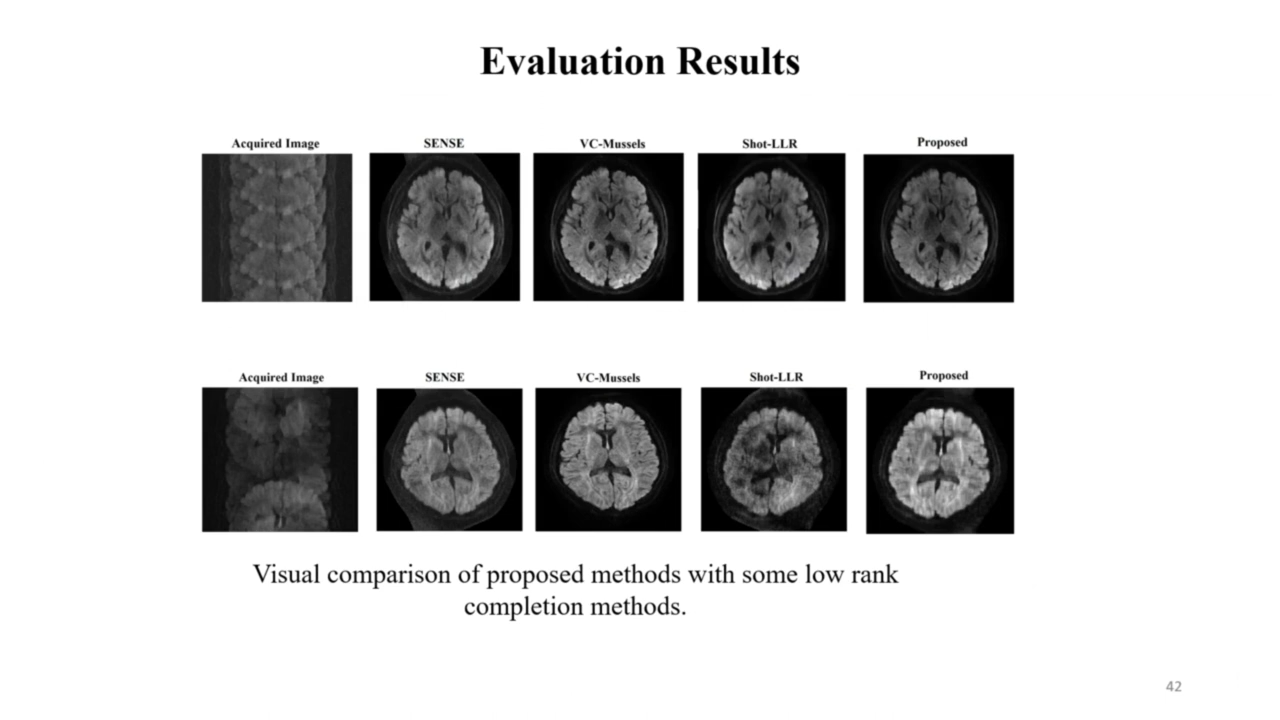 Evaluation Results
Acquired Image
SENSE
VC-Mussels
Shot-LLR
Proposed
Acquired Image
SENSE
VC-Mussels
Shot-LLR
Proposed
Visual comparison of proposed methods with some low rank
completion methods.
42